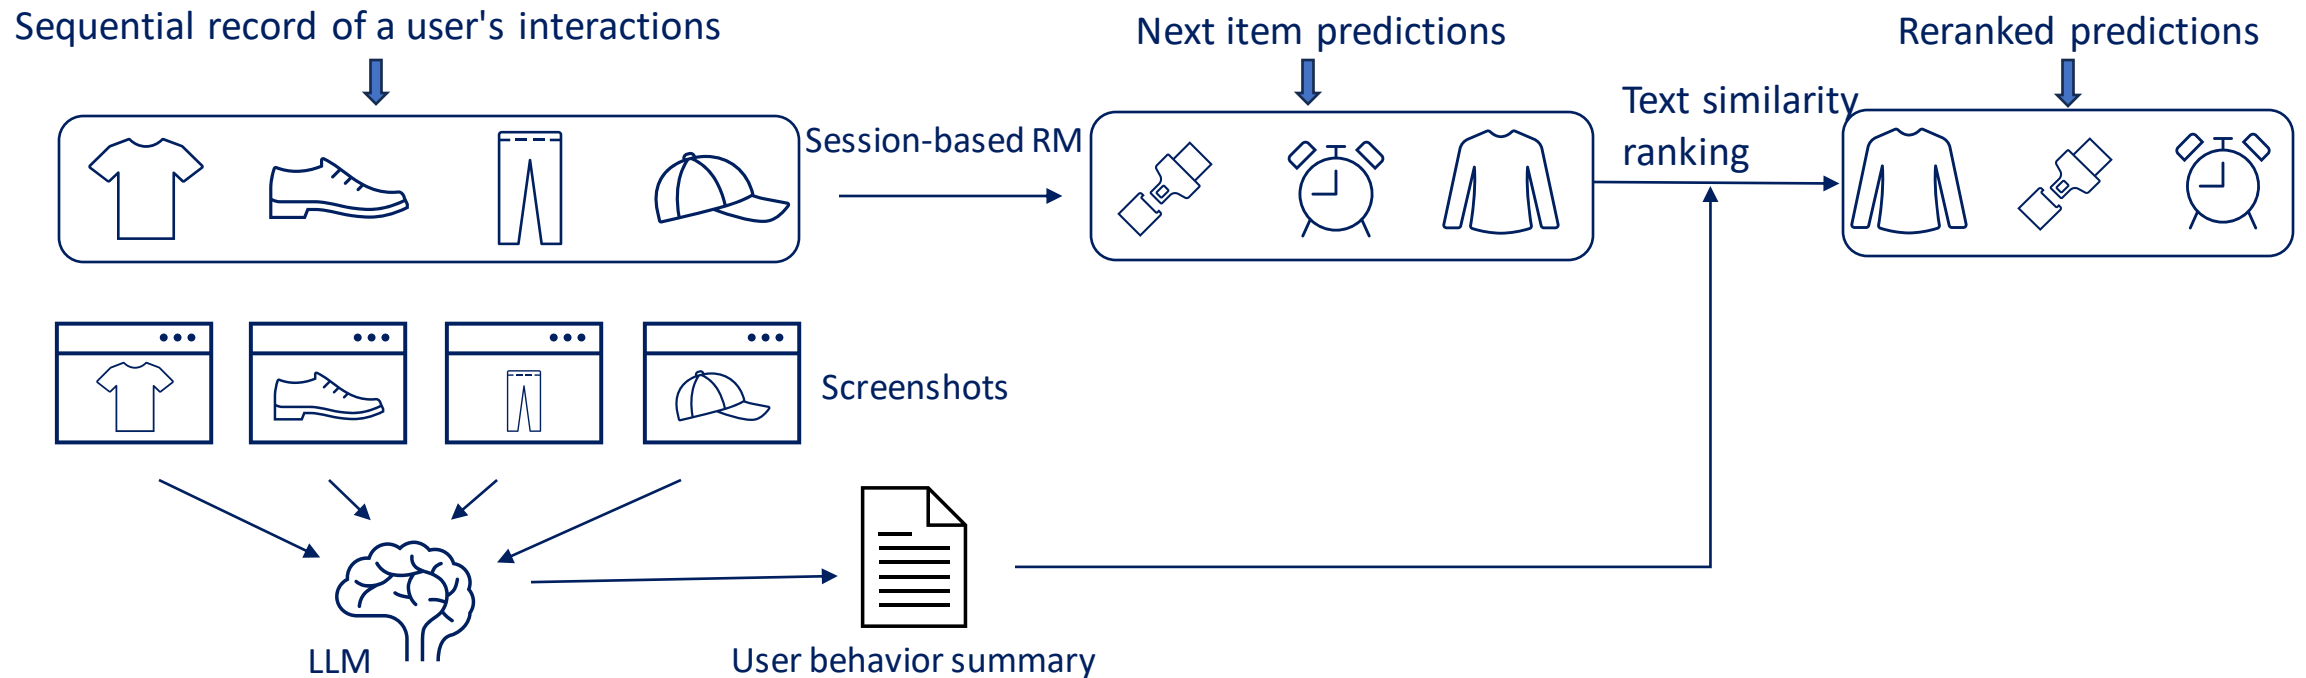 Sequential record of a user's interactions
Next item predictions
Reranked predictions
Text similarity
ranking
Session-based RM
Screenshots
LLM
User behavior summary